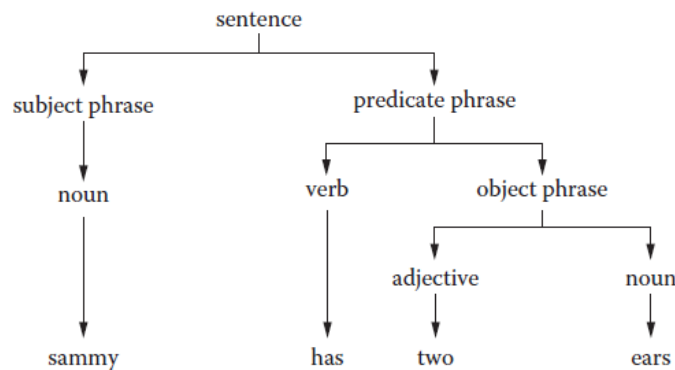 sentence
subject phrase predicate phrase
noun verb object phrase
adjective noun
sammy has two ears